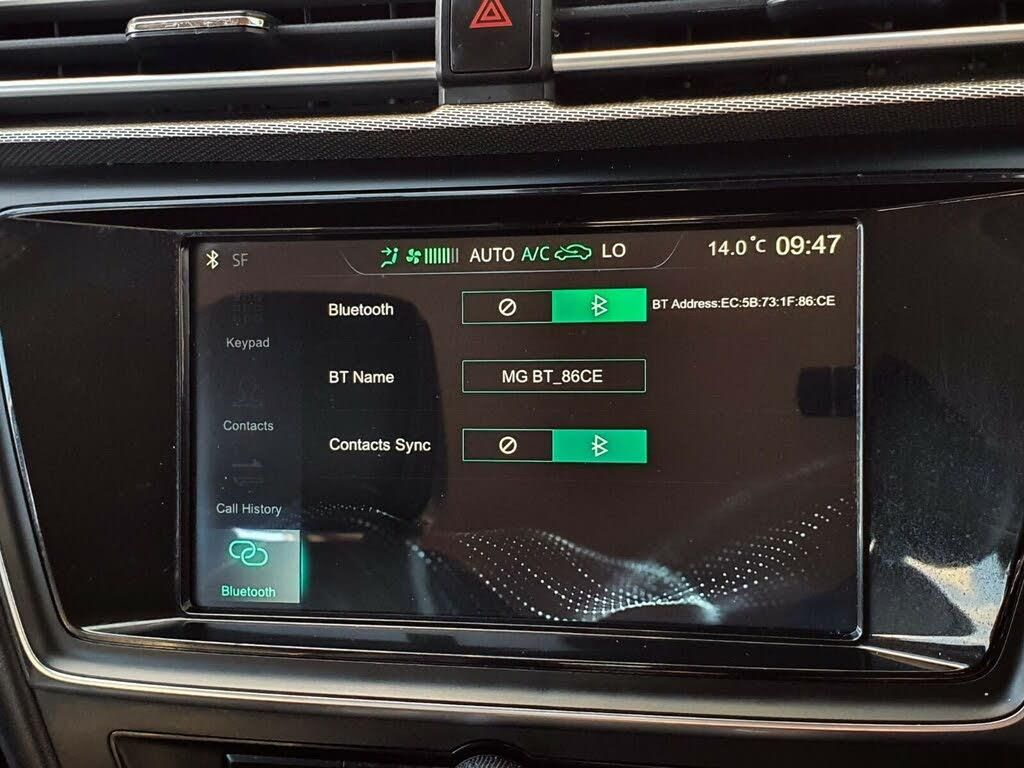 SF
AUTO A/C LO
14.0°C 09:47
Bluetooth
BT Address:EC:5B:73:1F:86:CE
Keypad
BT Name
MG BT_86CE
Contacts
Contacts Sync
Call History
Bluetooth